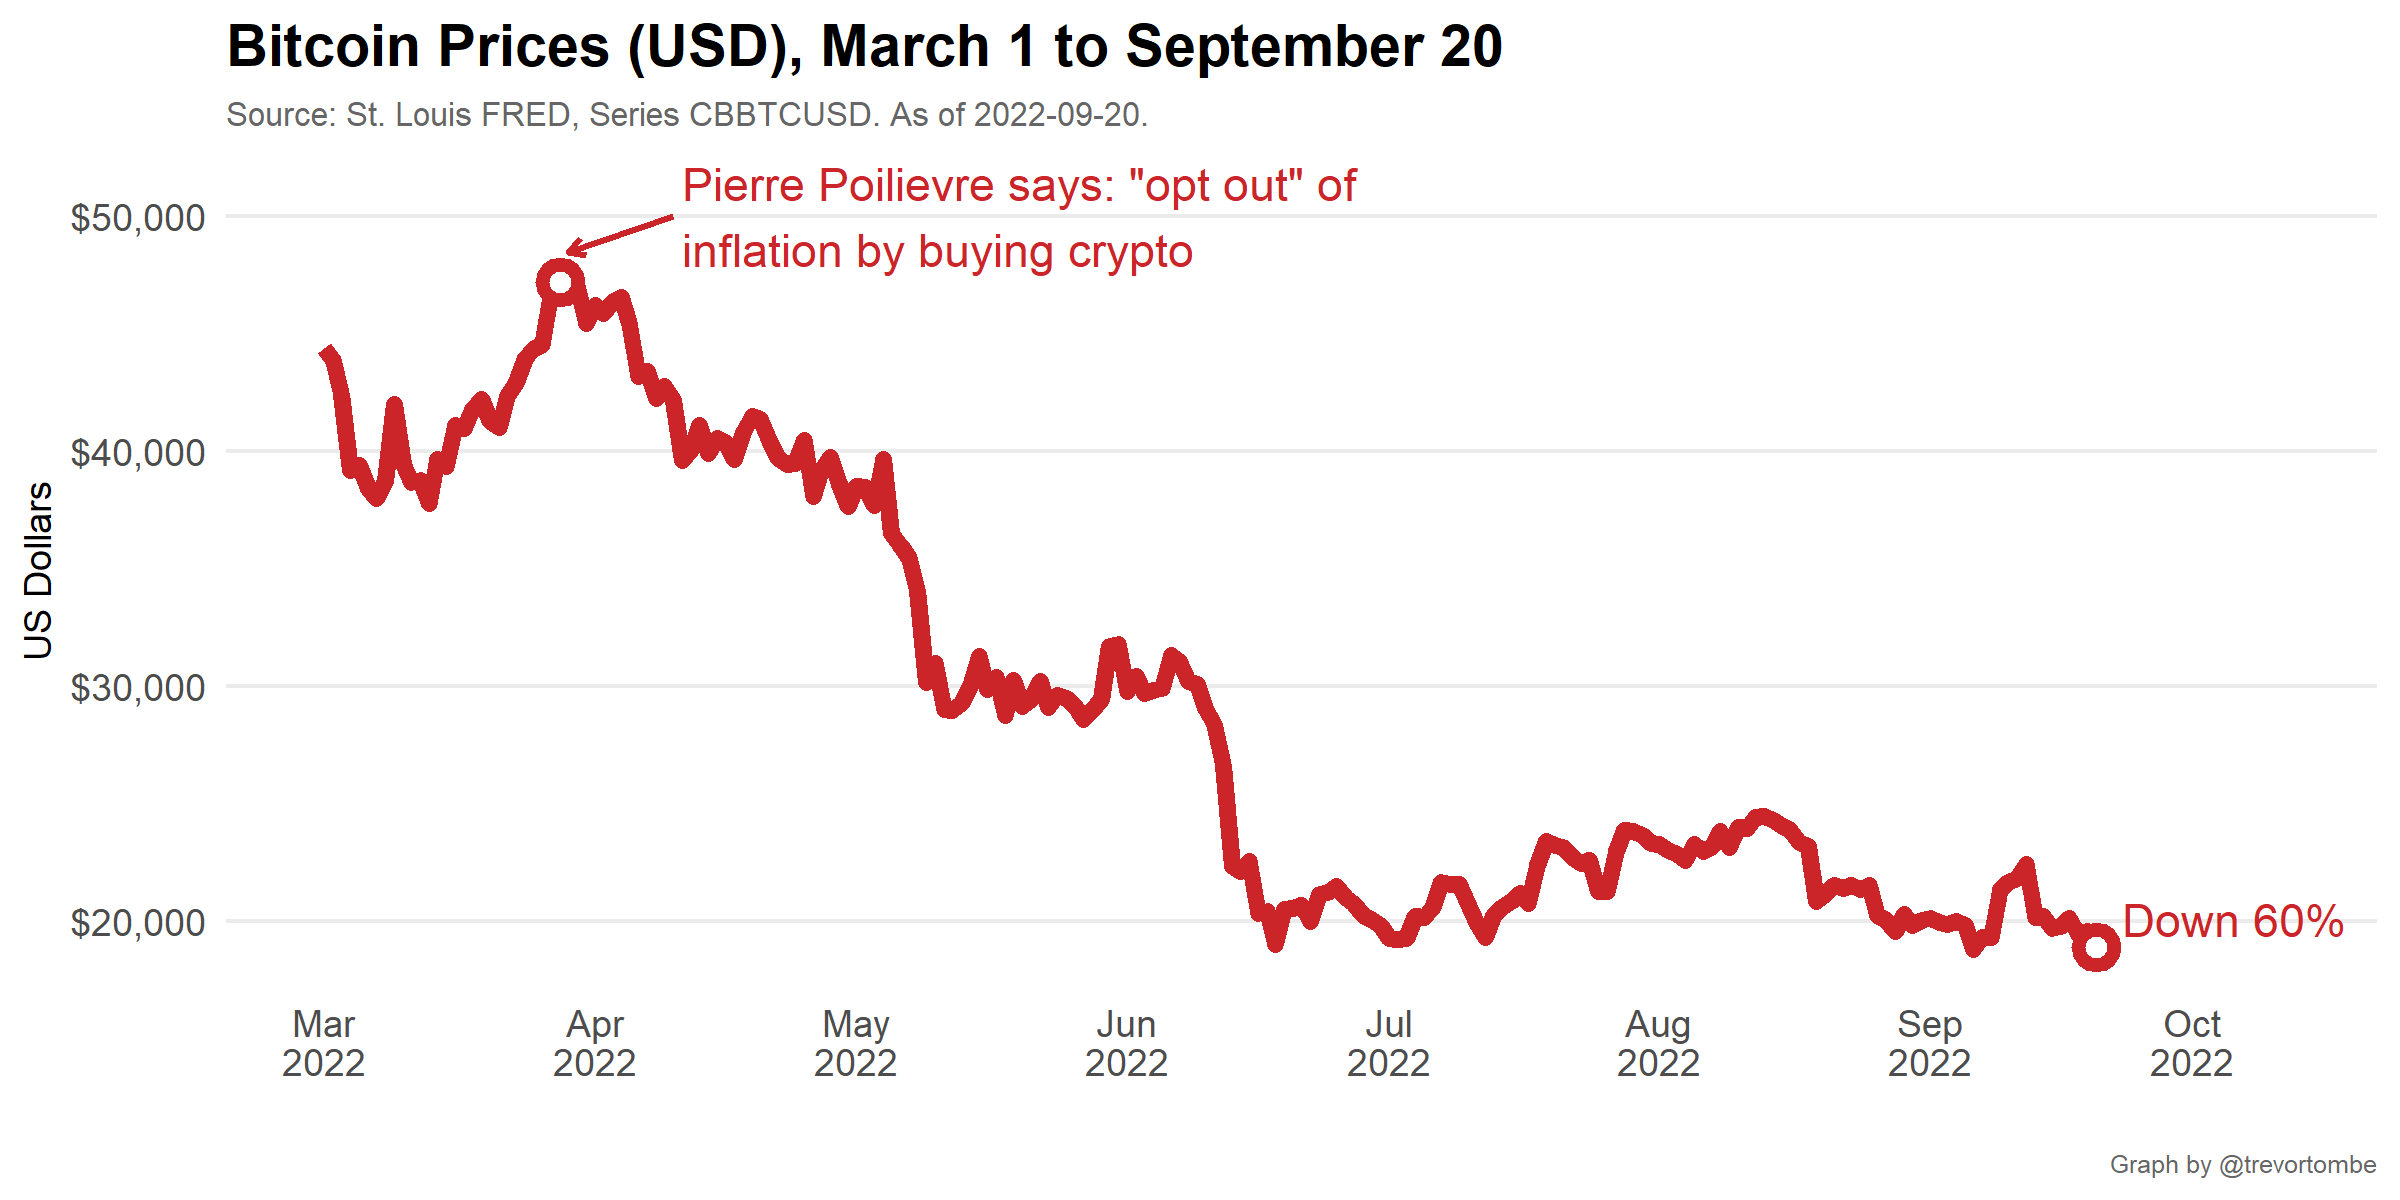 Bitcoin Prices (USD), March 1 to September 20
Source: St. Louis FRED, Series CBBTCUSD. As of 2022-09-20.
Pierre Poilievre says: "opt out" of
inflation by buying crypto
US Dollars
$50,000
$40,000
$30,000
$20,000
Down 60%
Mar
2022
Apr
2022
May
2022
Jun
2022
Jul
2022
Aug
2022
Sep
2022
Oct
2022
Graph by @trevortombe